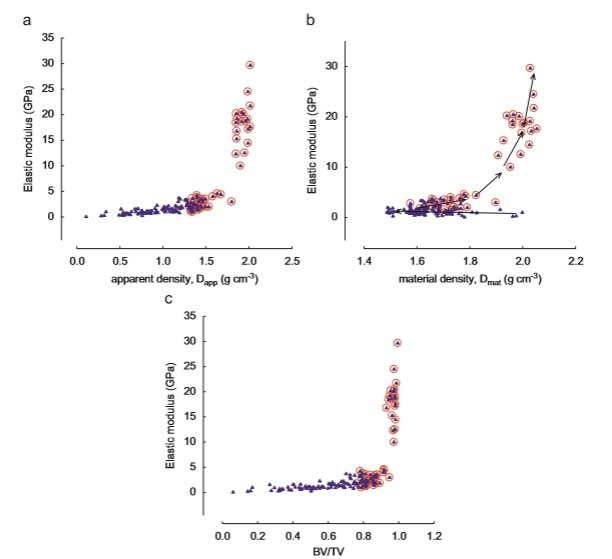 a
35
30
25
20
15
10
5
0
Elastic modulus (GPa)
0.0 0.5 1.0 1.5 2.0 2.5
apparent density, Dapp (g cm-3)
b
30
20
10
0
Elastic modulus (GPa)
1.4 1.6 1.8 2.0 2.2
material density, Dmat (g cm-3)
c
35
30
25
20
15
10
5
0
Elastic modulus (GPa)
0.0 0.2 0.4 0.6 0.8 1.0 1.2
BV/TV